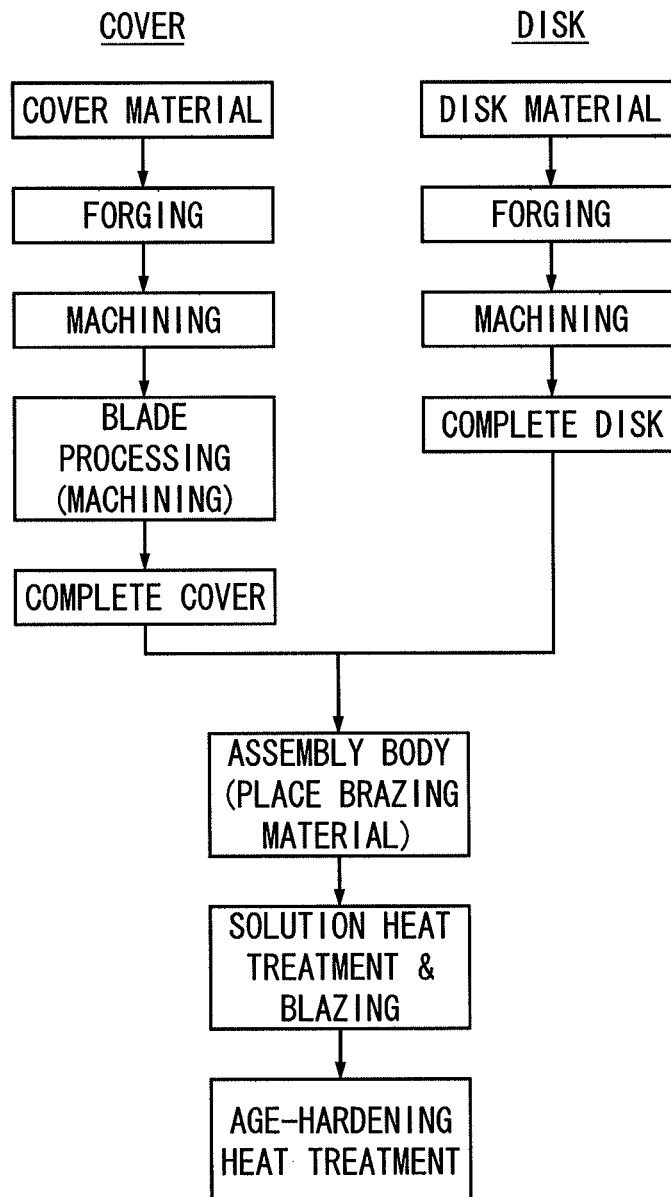 COVER
COVER MATERIAL
FORGING
MACHINING
BLADE
PROCESSING
(MACHINING)
COMPLETE COVER
DISK
DISK MATERIAL
FORGING
MACHINING
COMPLETE DISK
ASSEMBLY BODY
(PLACE BRAZING
MATERIAL)
SOLUTION HEAT
TREATMENT &
BLAZING
AGE-HARDENING
HEAT TREATMENT